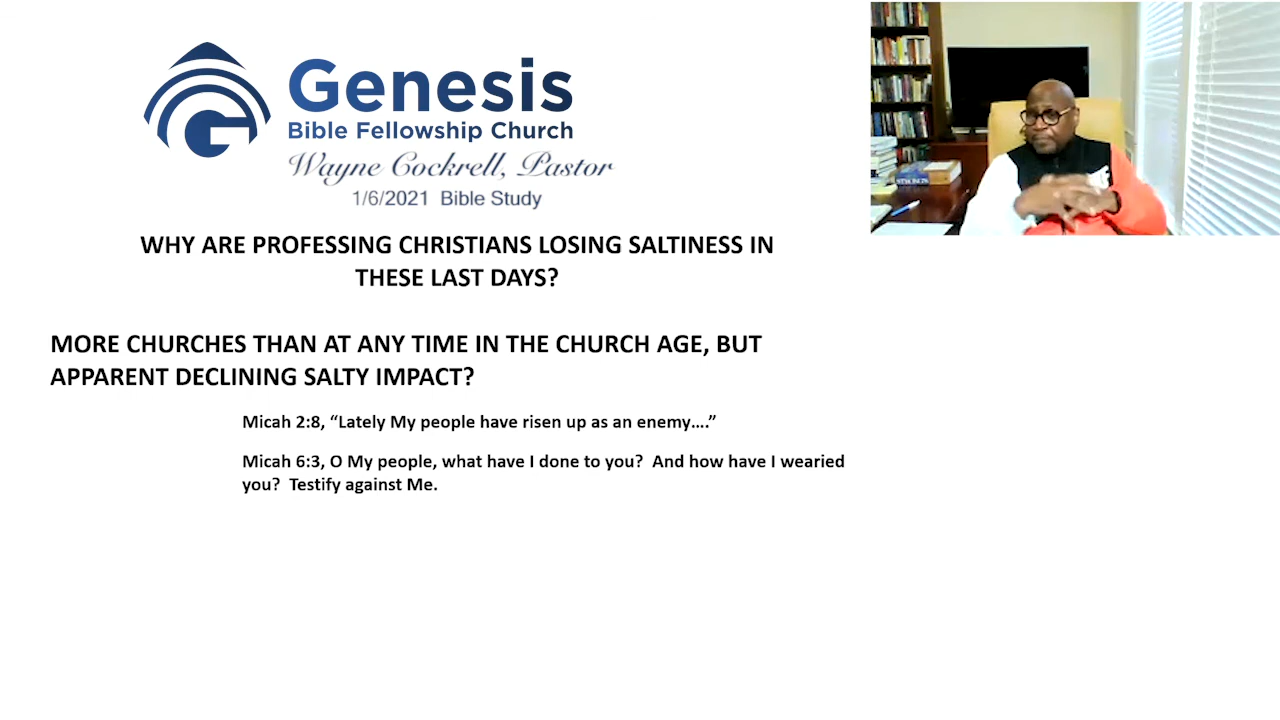 Genesis
Bible Fellowship Church
Wayne Cockrell, Pastor
1/6/2021 Bible Study
WHY ARE PROFESSING CHRISTIANS LOSING SALTINESS IN
THESE LAST DAYS?
MORE CHURCHES THAN AT ANY TIME IN THE CHURCH AGE, BUT
APPARENT DECLINING SALTY IMPACT?
Micah 2:8, “Lately My people have risen up as an enemy….”
Micah 6:3, O My people, what have I done to you? And how have I wearied
you? Testify against Me.
STRONG'S